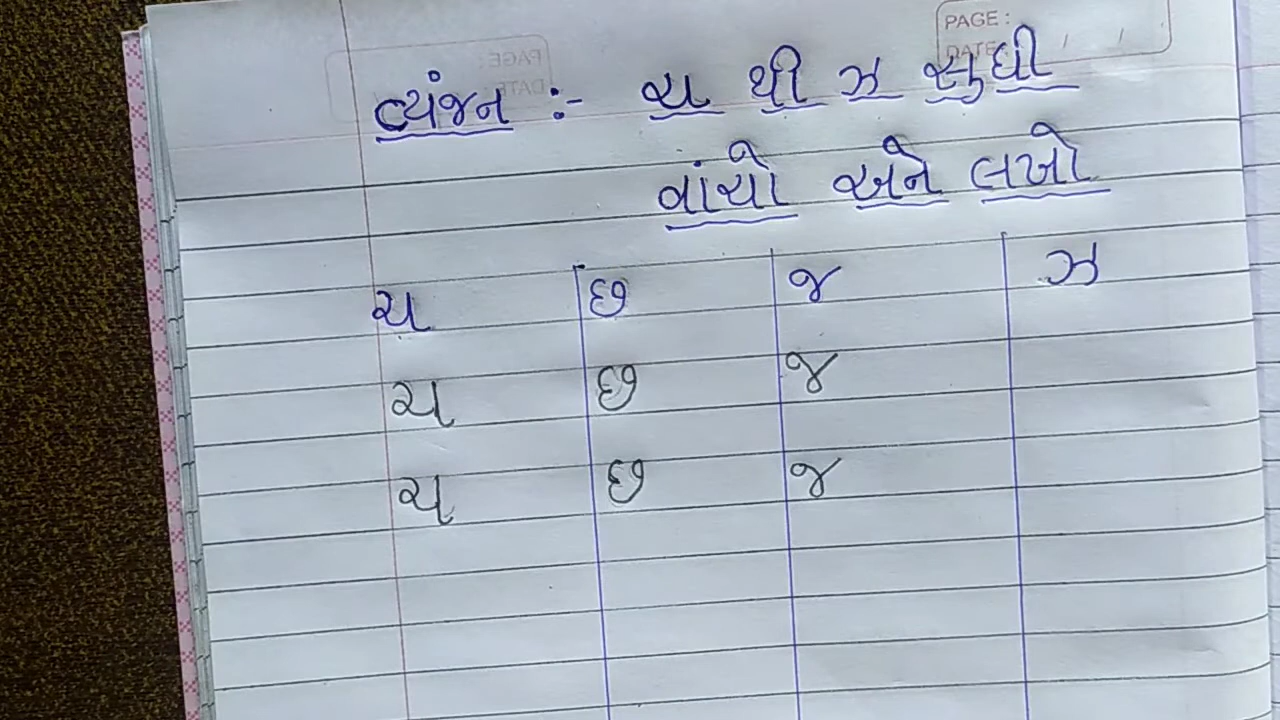 PAGE :
DATE / /
વ્યંજન :- ચ થી ઝ સુધી
વાંચો અને લખો
ચ છ જ ઝ
ચ છ જ
ચ છ જ